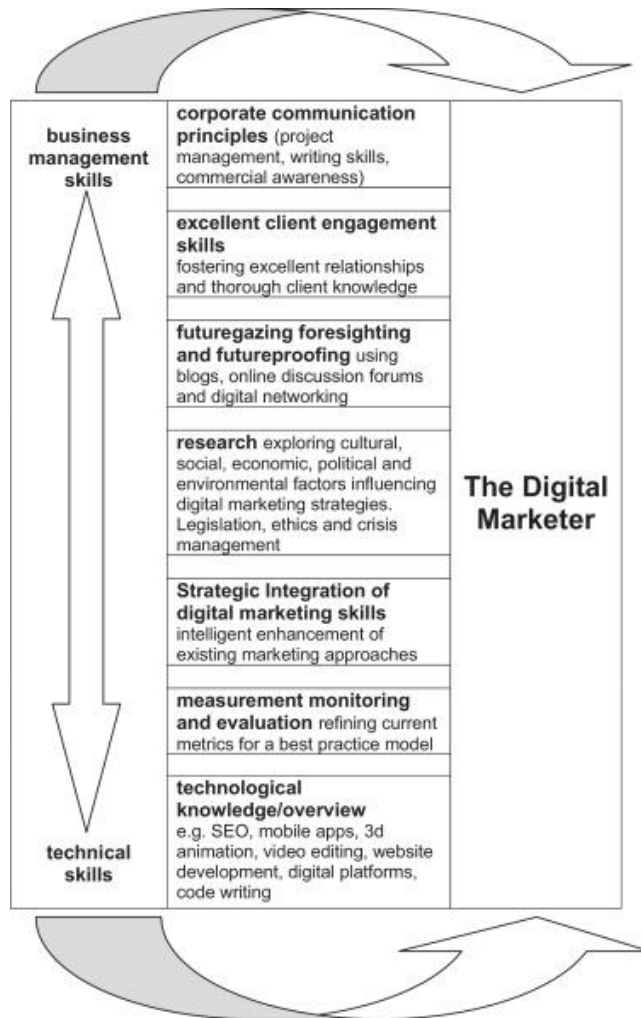 business
management
skills
corporate communication
principles (project
management, writing skills,
commercial awareness)
excellent client engagement
skills
fostering excellent relationships
and thorough client knowledge
futuregazing foresighting
and futureproofing using
blogs, online discussion forums
and digital networking
research exploring cultural,
social, economic, political and
environmental factors influencing
digital marketing strategies.
Legislation, ethics and crisis
management
Strategic Integration of
digital marketing skills
intelligent enhancement of
existing marketing approaches
measurement monitoring
and evaluation refining current
metrics for a best practice model
technological
knowledge/overview
e.g. SEO, mobile apps, 3d
animation, video editing, website
development, digital platforms,
code writing
technical
skills
The Digital
Marketer